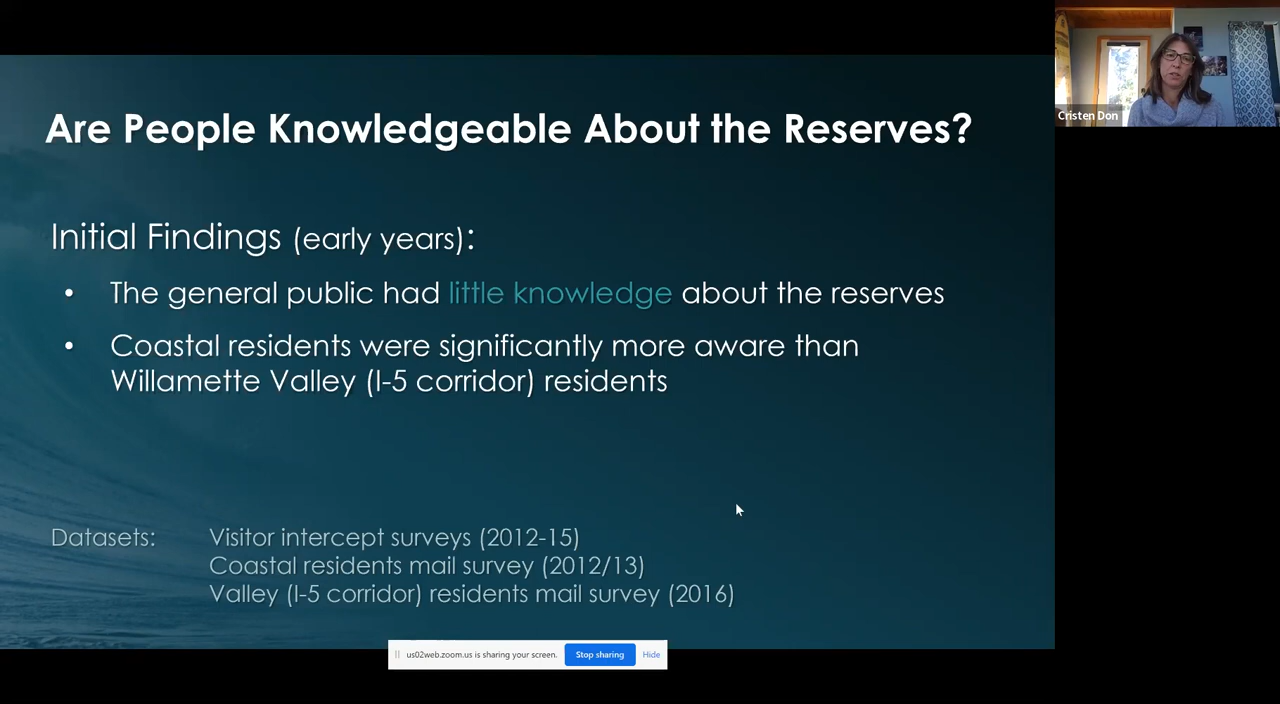 Are People Knowledgeable About the Reserves?
Cristen Don
Initial Findings (early years):
• The general public had little knowledge about the reserves
• Coastal residents were significantly more aware than
Willamette Valley (I-5 corridor) residents
Datasets: Visitor intercept surveys (2012-15)
Coastal residents mail survey (2012/13)
Valley (I-5 corridor) residents mail survey (2016)
us02web.zoom.us is sharing your screen. Stop sharing Hide